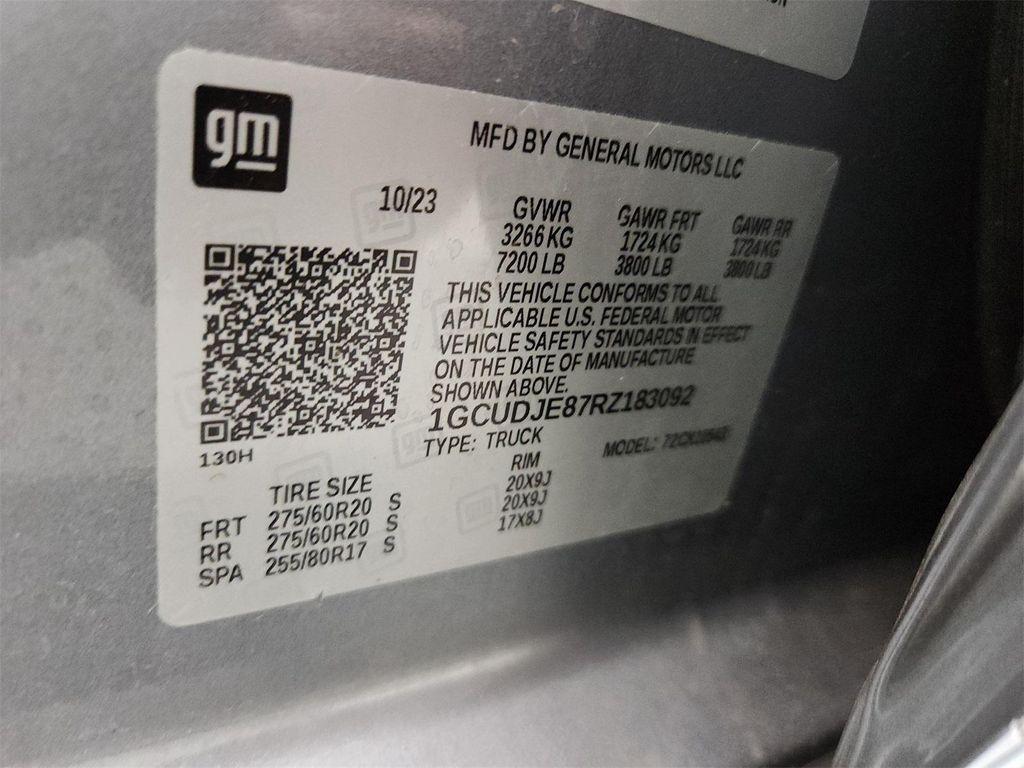 gm
MFD BY GENERAL MOTORS LLC
10/23
GVWR GAWR FRT GAWR RR
3266 KG 1724 KG 1724 KG
7200 LB 3800 LB 3800 LB
THIS VEHICLE CONFORMS TO ALL
APPLICABLE U.S. FEDERAL MOTOR
VEHICLE SAFETY STANDARDS IN EFFECT
ON THE DATE OF MANUFACTURE
SHOWN ABOVE.
1GCUDJE87RZ183092
TYPE: TRUCK MODEL:
130H
TIRE SIZE RIM
FRT 275/60R20 S 20X9J
RR 275/60R20 S 20X9J
SPA 255/80R17 S 17X8J